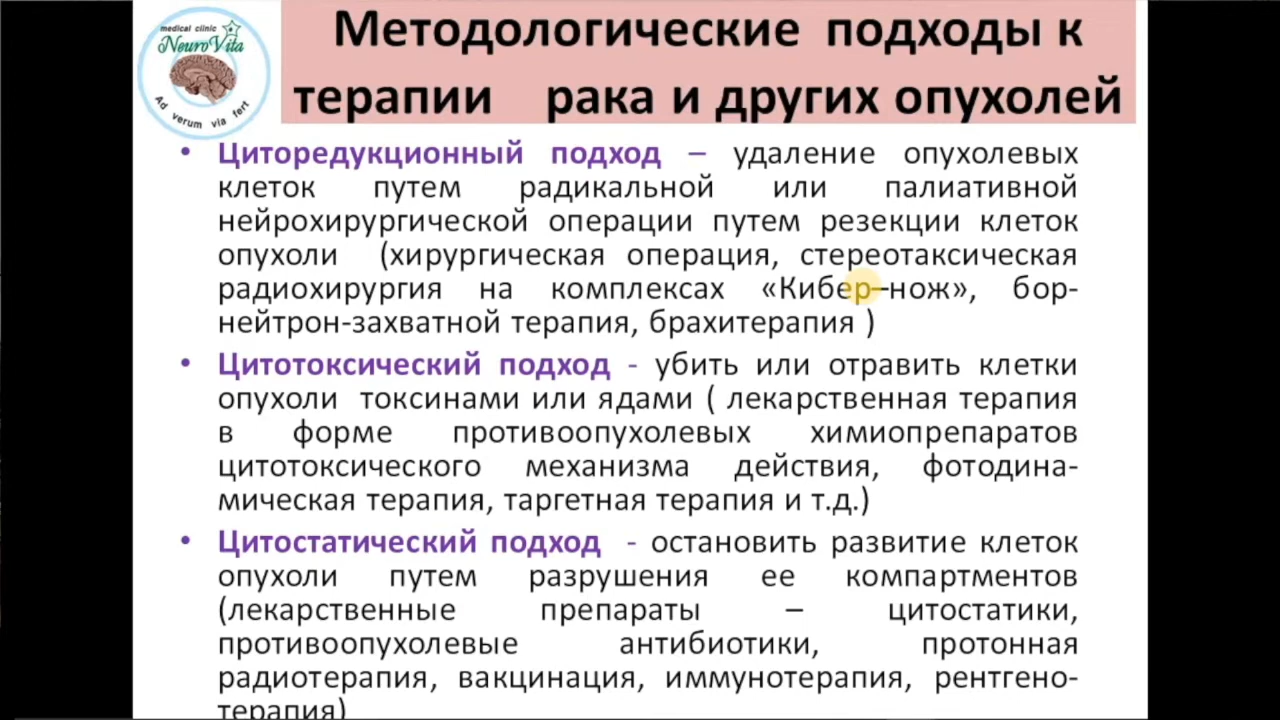 medical clinic
NeuroVita
Ad verum via fert
Методологические подходы к
терапии рака и других опухолей
• Циторедукционный подход – удаление опухолевых
клеток путем радикальной или палиативной
нейрохирургической операции путем резекции клеток
опухоли (хирургическая операция, стереотаксическая
радиохирургия на комплексах «Кибер–нож», бор-
нейтрон-захватной терапия, брахитерапия )
• Цитотоксический подход - убить или отравить клетки
опухоли токсинами или ядами ( лекарственная терапия
в форме противоопухолевых химиопрепаратов
цитотоксического механизма действия, фотодина-
мическая терапия, таргетная терапия и т.д.)
• Цитостатический подход - остановить развитие клеток
опухоли путем разрушения ее компартментов
(лекарственные препараты – цитостатики,
противоопухолевые антибиотики, протонная
радиотерапия, вакцинация, иммунотерапия, рентгено-
терапия)